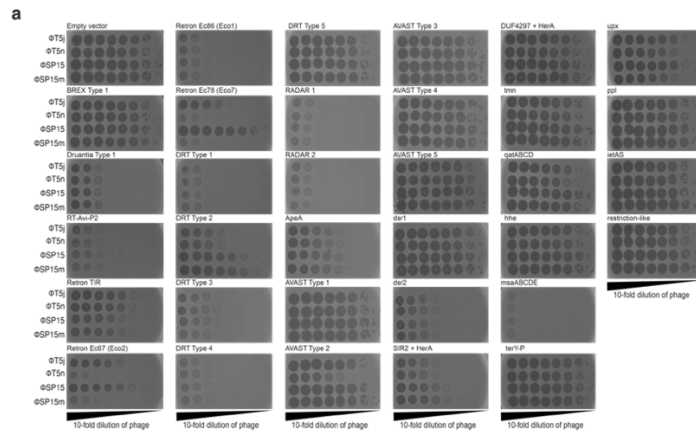 a
Empty vector
ΦT5j
ΦT5n
ΦSP15
ΦSP15m
BREX Type 1
ΦT5j
ΦT5n
ΦSP15
ΦSP15m
Druantia Type 1
ΦT5j
ΦT5n
ΦSP15
ΦSP15m
RT-Avi-P2
ΦT5j
ΦT5n
ΦSP15
ΦSP15m
Retron TIR
ΦT5j
ΦT5n
ΦSP15
ΦSP15m
Retron Ec67 (Eco2)
ΦT5j
ΦT5n
ΦSP15
ΦSP15m
10-fold dilution of phage
Retron Ec86 (Eco1)
Retron Ec78 (Eco7)
DRT Type 1
DRT Type 2
DRT Type 3
DRT Type 4
10-fold dilution of phage
DRT Type 5
RADAR 1
RADAR 2
ApeA
AVAST Type 1
AVAST Type 2
10-fold dilution of phage
AVAST Type 3
AVAST Type 4
AVAST Type 5
dsr1
dsr2
SIR2 + HerA
10-fold dilution of phage
DUF4297 + HerA
tmn
qatABCD
hhe
mzaABCDE
terY-P
10-fold dilution of phage
upx
ppl
ietAS
restriction-like
10-fold dilution of phage